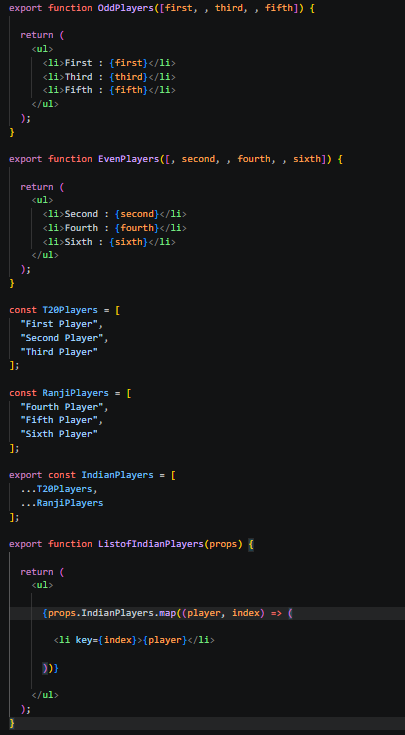 export function OddPlayers([first, , third, , fifth]) {
return (
<ul>
<li>First : {first}</li>
<li>Third : {third}</li>
<li>Fifth : {fifth}</li>
</ul>
);
}
export function EvenPlayers([, second, , fourth, , sixth]) {
return (
<ul>
<li>Second : {second}</li>
<li>Fourth : {fourth}</li>
<li>Sixth : {sixth}</li>
</ul>
);
}
const T20Players = [
"First Player",
"Second Player",
"Third Player"
];
const RanjiPlayers = [
"Fourth Player",
"Fifth Player",
"Sixth Player"
];
export const IndianPlayers = [
...T20Players,
...RanjiPlayers
];
export function ListofIndianPlayers(props) {
return (
<ul>
{props.IndianPlayers.map((player, index) => (
<li key={index}>{player}</li>
))}
</ul>
);
}